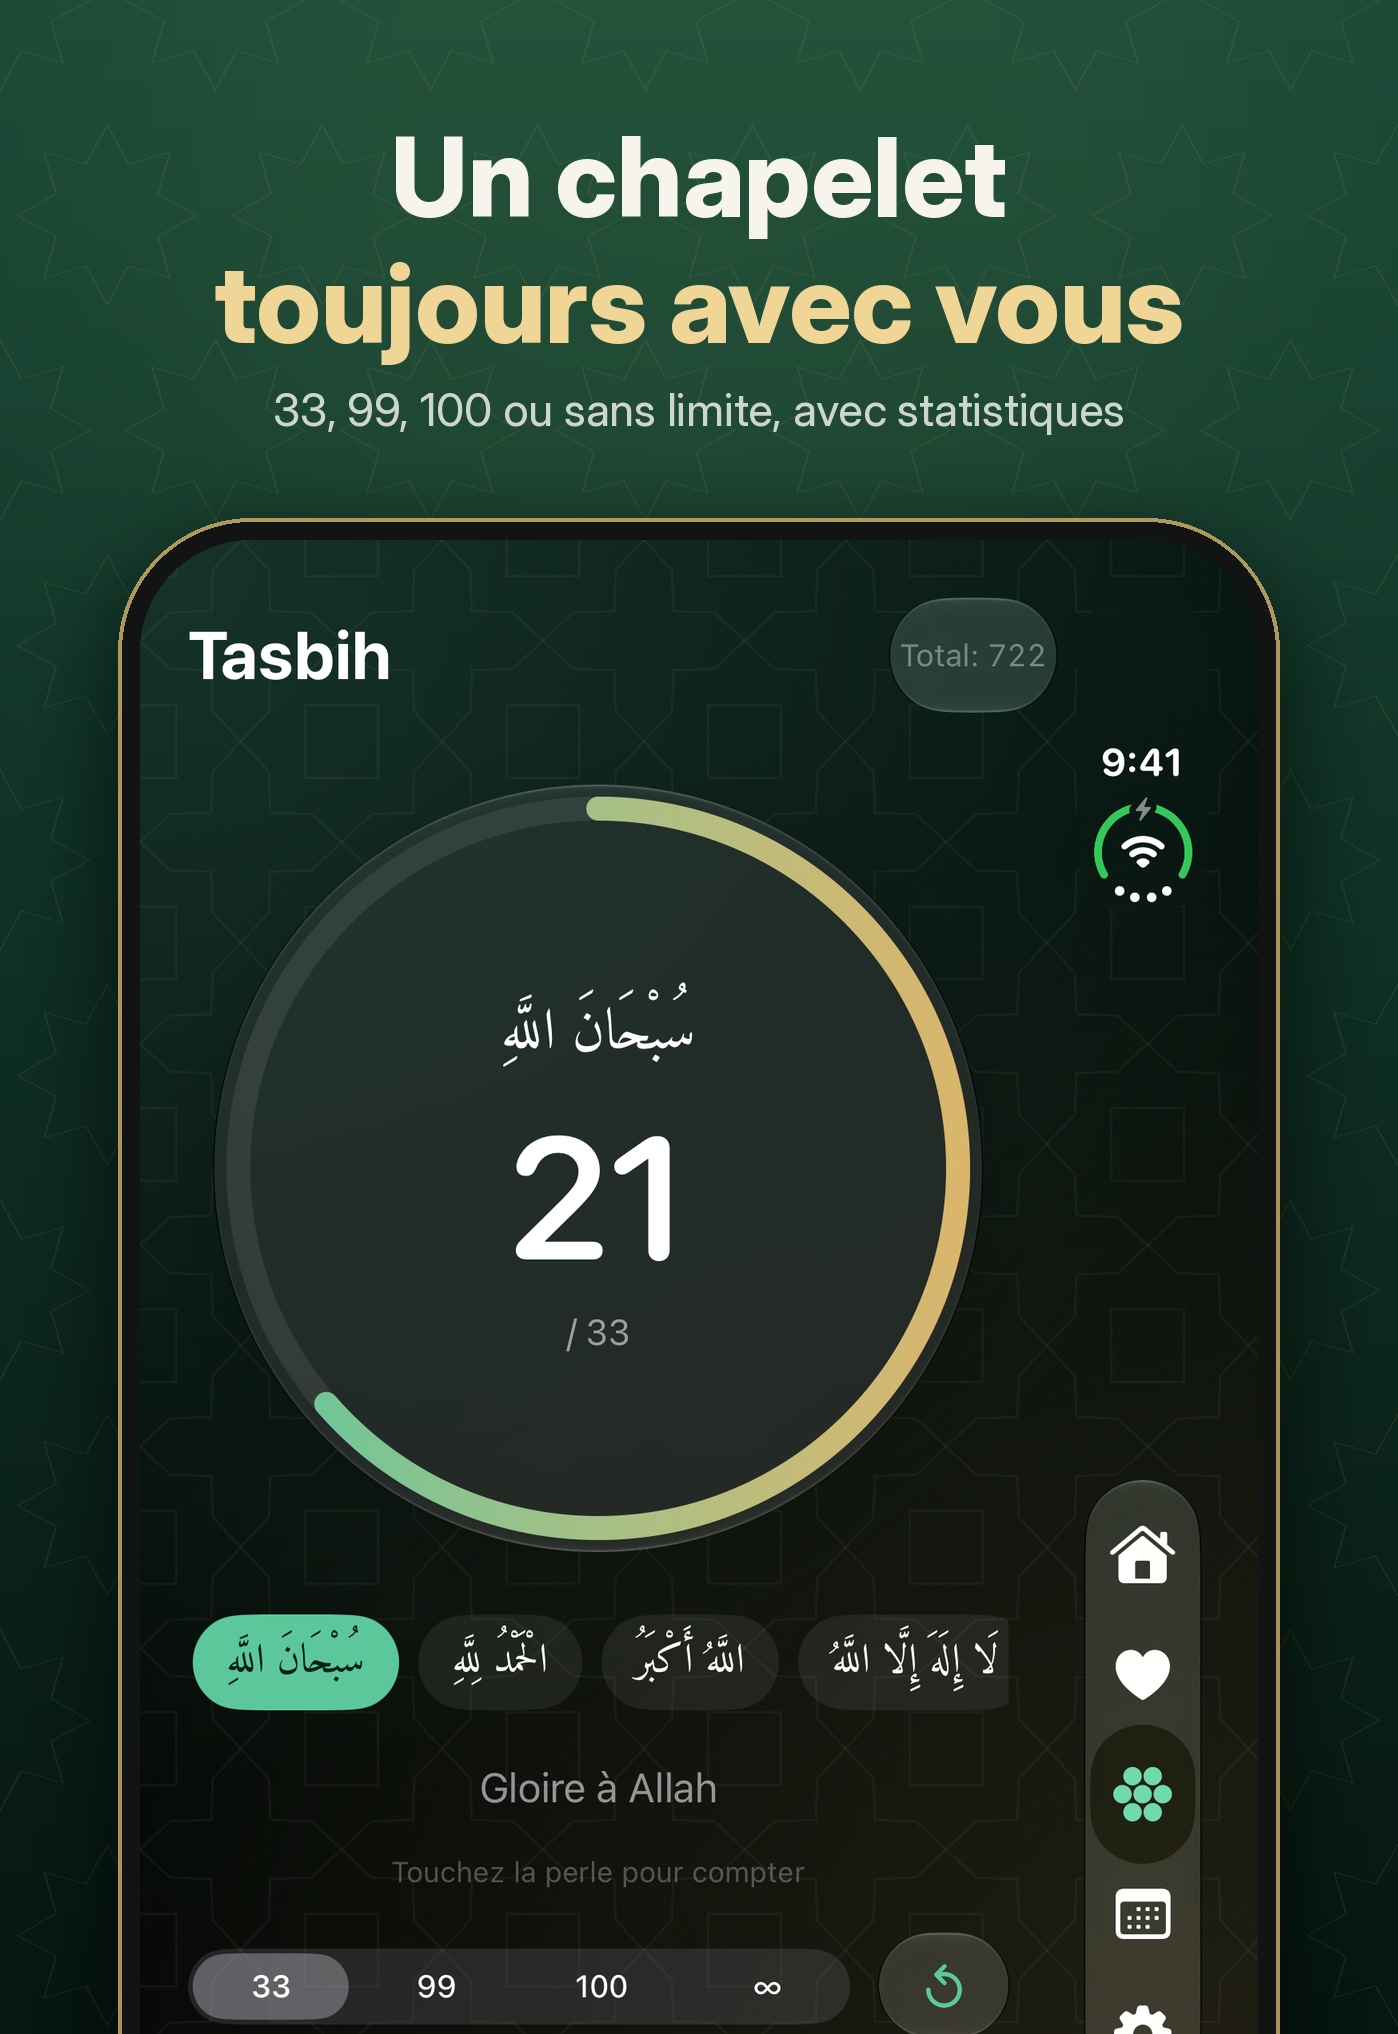 Un chapelet
toujours avec vous
33, 99, 100 ou sans limite, avec statistiques
Tasbih
Total: 722
9:41
سُبْحَانَ اللَّهِ
21
/ 33
سُبْحَانَ اللَّهِ
الْحَمْدُ لِلَّهِ
اللَّهُ أَكْبَرُ
لَا إِلَهَ إِلَّا اللَّهُ
Gloire à Allah
Touchez la perle pour compter
33 99 100 ∞